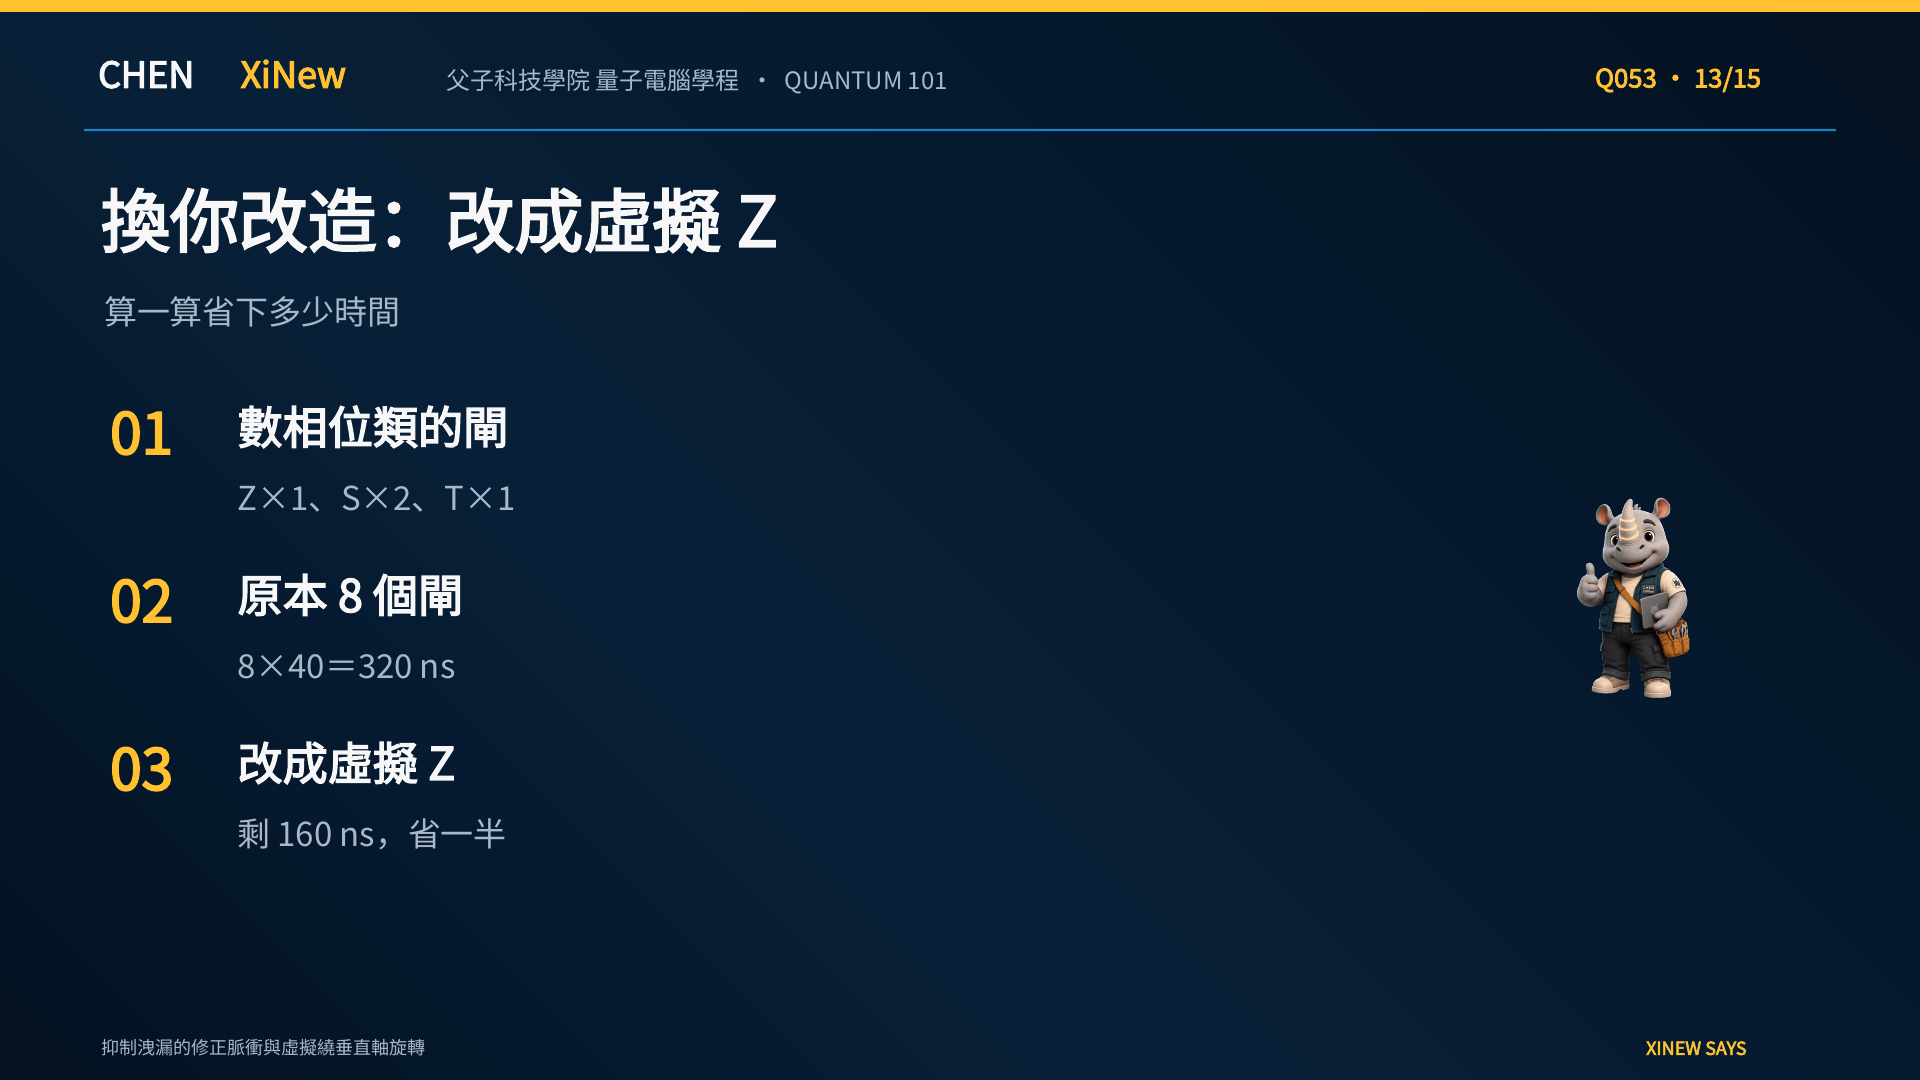 CHEN XiNew 父子科技學院 量子電腦學程 • QUANTUM 101 Q053 • 13/15
換你改造：改成虛擬 Z
算一算省下多少時間
01 數相位類的閘
Z×1、S×2、T×1
02 原本 8 個閘
8×40＝320 ns
03 改成虛擬 Z
剩 160 ns，省一半
抑制洩漏的修正脈衝與虛擬繞垂直軸旋轉 XINEW SAYS